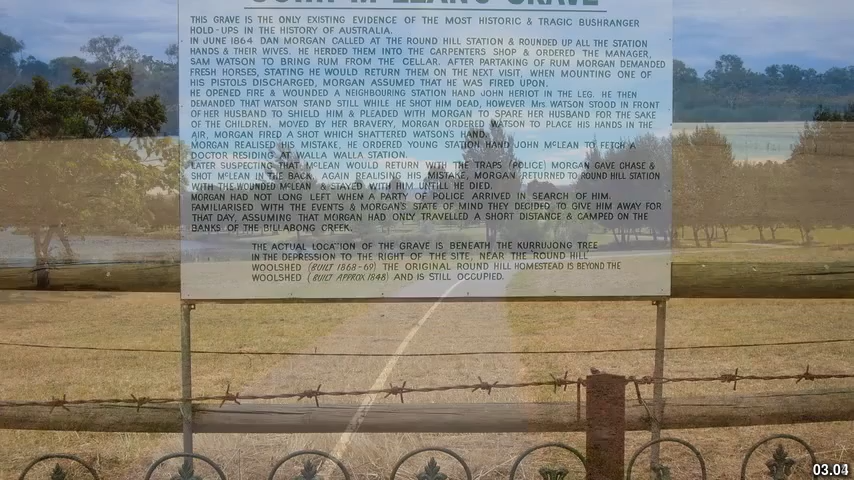 THIS GRAVE IS THE ONLY EXISTING EVIDENCE OF THE MOST HISTORIC & TRAGIC BUSHRANGER
HOLD-UPS IN THE HISTORY OF AUSTRALIA.
IN JUNE 1864 DAN MORGAN CALLED AT THE ROUND HILL STATION & ROUNDED UP ALL THE STATION
HANDS & THEIR WIVES. HE HERDED THEM INTO THE CARPENTERS SHOP & ORDERED THE MANAGER,
SAM WATSON TO BRING RUM FROM THE CELLAR. AFTER PARTAKING OF RUM MORGAN DEMANDED
FRESH HORSES, STATING HE WOULD RETURN THEM ON THE NEXT VISIT, WHEN MOUNTING ONE OF
HIS PISTOLS DISCHARGED, MORGAN ASSUMED THAT HE WAS FIRED UPON.
HE OPENED FIRE & WOUNDED A NEIGHBOURING STATION HAND JOHN HERIOT IN THE LEG. HE THEN
DEMANDED THAT WATSON STAND STILL WHILE HE SHOT HIM DEAD, HOWEVER Mrs WATSON STOOD IN FRONT
OF HER HUSBAND TO SHIELD HIM & PLEADED WITH MORGAN TO SPARE HER HUSBAND FOR THE SAKE
OF THE CHILDREN. MOVED BY HER BRAVERY, MORGAN ORDERED WATSON TO PLACE HIS HANDS IN THE
AIR, MORGAN FIRED A SHOT WHICH SHATTERED WATSONS HAND.
MORGAN REALISED HIS MISTAKE, HE ORDERED YOUNG STATION HAND JOHN McLEAN TO FETCH A
DOCTOR RESIDING AT WALLA WALLA STATION.
LATER SUSPECTING THAT McLEAN WOULD RETURN WITH THE TRAPS (POLICE) MORGAN GAVE CHASE &
SHOT McLEAN IN THE BACK. AGAIN REALISING HIS MISTAKE, MORGAN RETURNED TO ROUND HILL STATION
WITH THE WOUNDED McLEAN & STAYED WITH HIM UNTILL HE DIED.
MORGAN HAD NOT LONG LEFT WHEN A PARTY OF POLICE ARRIVED IN SEARCH OF HIM.
FAMILIARISED WITH THE EVENTS & MORGAN'S STATE OF MIND THEY DECIDED TO GIVE HIM AWAY FOR
THAT DAY, ASSUMING THAT MORGAN HAD ONLY TRAVELLED A SHORT DISTANCE & CAMPED ON THE
BANKS OF THE BILLABONG CREEK.
THE ACTUAL LOCATION OF THE GRAVE IS BENEATH THE KURRIJONG TREE
IN THE DEPRESSION TO THE RIGHT OF THE SITE, NEAR THE ROUND HILL
WOOLSHED (BUILT 1868-69) THE ORIGINAL ROUND HILL HOMESTEAD IS BEYOND THE
WOOLSHED (BUILT APPROX 1848) AND IS STILL OCCUPIED.
03.04